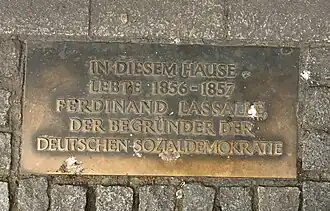 IN DIESEM HAUSE
LEBTE 1856-1857
FERDINAND LASSALLE
DER BEGRÜNDER DER
DEUTSCHEN SOZIALDEMOKRATIE